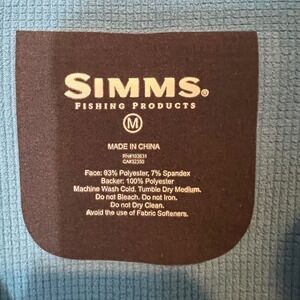 SIMMS®
FISHING PRODUCTS
M
MADE IN CHINA
Face: 93% Polyester, 7% Spandex
Backer: 100% Polyester
Machine Wash Cold. Tumble Dry Medium.
Do not Bleach. Do not Iron.
Do not Dry Clean.
Avoid the use of Fabric Softeners.